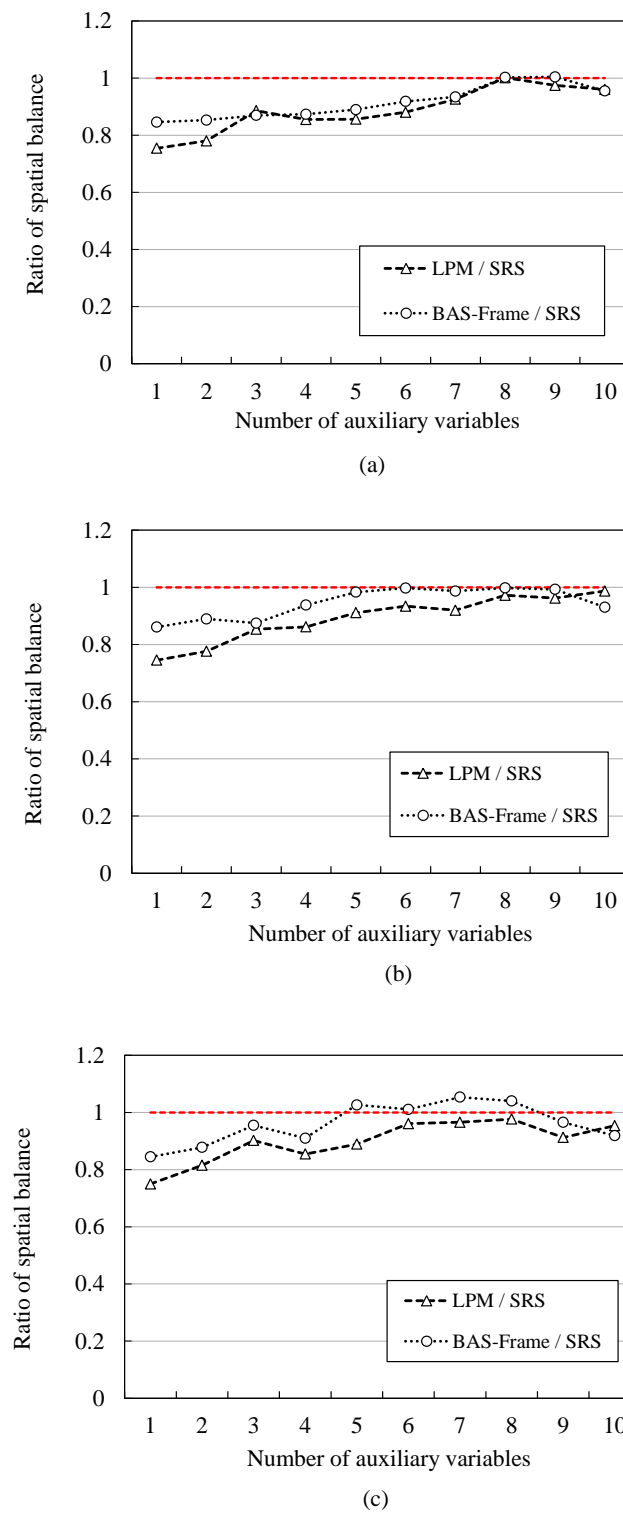 1.2
1
0.8
0.6
0.4
0.2
0
Ratio of spatial balance
LPM / SRS
BAS-Frame / SRS
1 2 3 4 5 6 7 8 9 10
Number of auxiliary variables
(a)
1.2
1
0.8
0.6
0.4
0.2
0
Ratio of spatial balance
LPM / SRS
BAS-Frame / SRS
1 2 3 4 5 6 7 8 9 10
Number of auxiliary variables
(b)
1.2
1
0.8
0.6
0.4
0.2
0
Ratio of spatial balance
LPM / SRS
BAS-Frame / SRS
1 2 3 4 5 6 7 8 9 10
Number of auxiliary variables
(c)